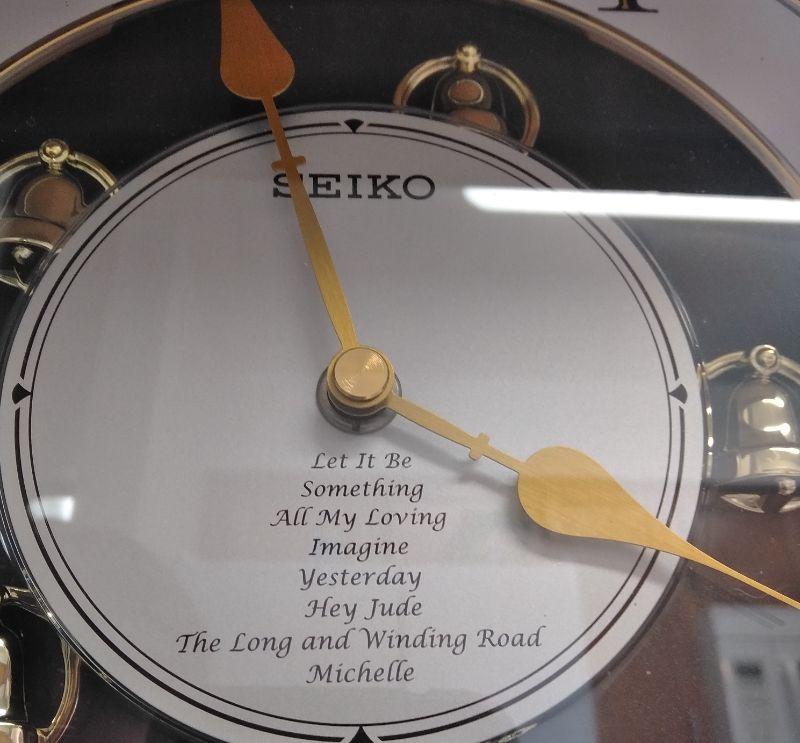 SEIKO
Let It Be
Something
All My Loving
Imagine
Yesterday
Hey Jude
The Long and Winding Road
Michelle